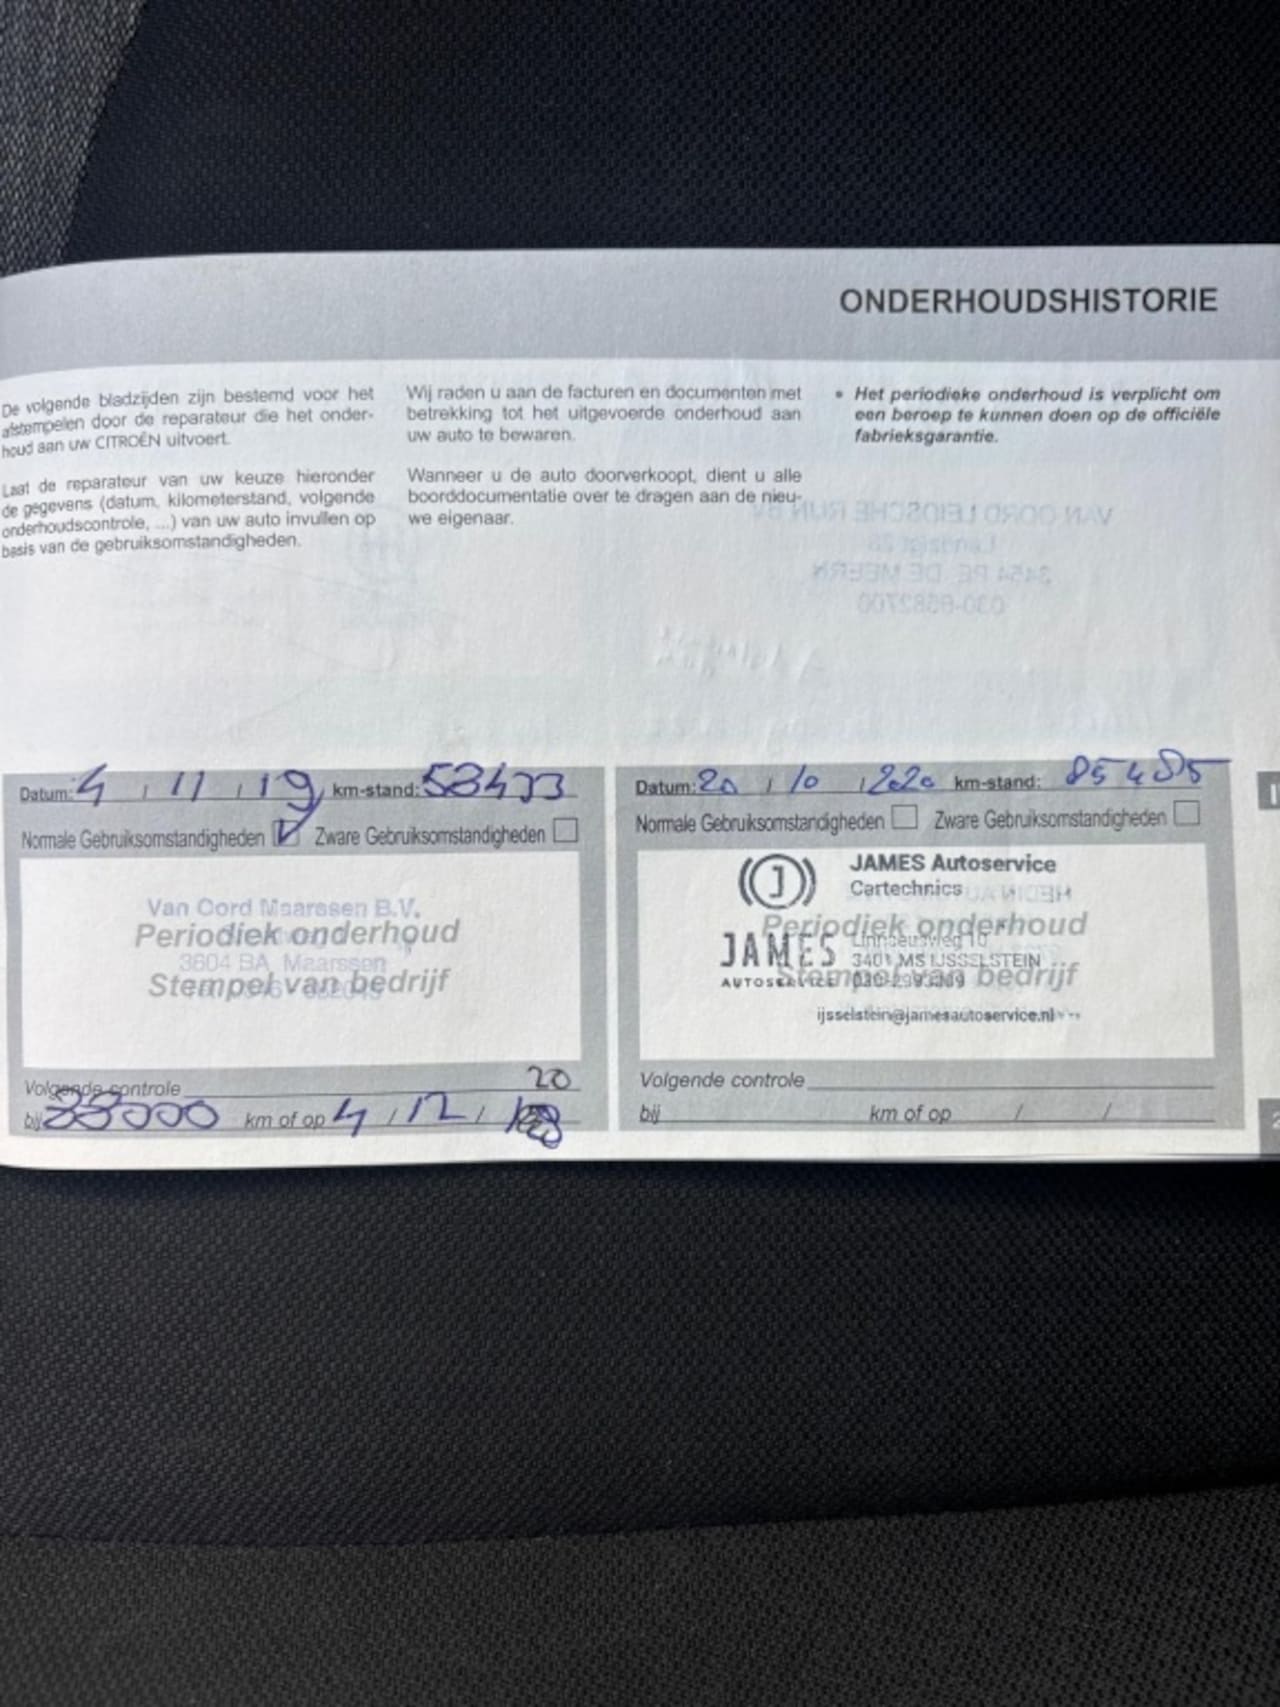 ONDERHOUDSHISTORIE
De volgende bladzijden zijn bestemd voor het
afstempelen door de reparateur die het onder-
houd aan uw CITROËN uitvoert.
Laat de reparateur van uw keuze hieronder
de gegevens (datum, kilometerstand, volgende
onderhoudscontrole, ...) van uw auto invullen op
basis van de gebruiksomstandigheden.
Wij raden u aan de facturen en documenten met
betrekking tot het uitgevoerde onderhoud aan
uw auto te bewaren.
Wanneer u de auto doorverkoopt, dient u alle
boorddocumentatie over te dragen aan de nieu-
we eigenaar.
• Het periodieke onderhoud is verplicht om
een beroep te kunnen doen op de officiële
fabrieksgarantie.
Datum: 4 / 11 / 19 km-stand: 58433
Normale Gebruiksomstandigheden Zware Gebruiksomstandigheden
Van Oord Maarssen B.V.
Periodiek onderhoud
3604 BA Maarssen
Stempel van bedrijf
Volgende controle 20
bij 33000 km of op 4 / 12 /
Datum: 20 / 10 / 2020 km-stand: 85485
Normale Gebruiksomstandigheden Zware Gebruiksomstandigheden
JAMES Autoservice
Cartechnics
Periodiek onderhoud
JAMES Linnaeusweg 10
3401 MS IJSSELSTEIN
AUTOSERVICE
Stempel van bedrijf
ijsselstein@jamesautoservice.nl
Volgende controle
bij km of op / /